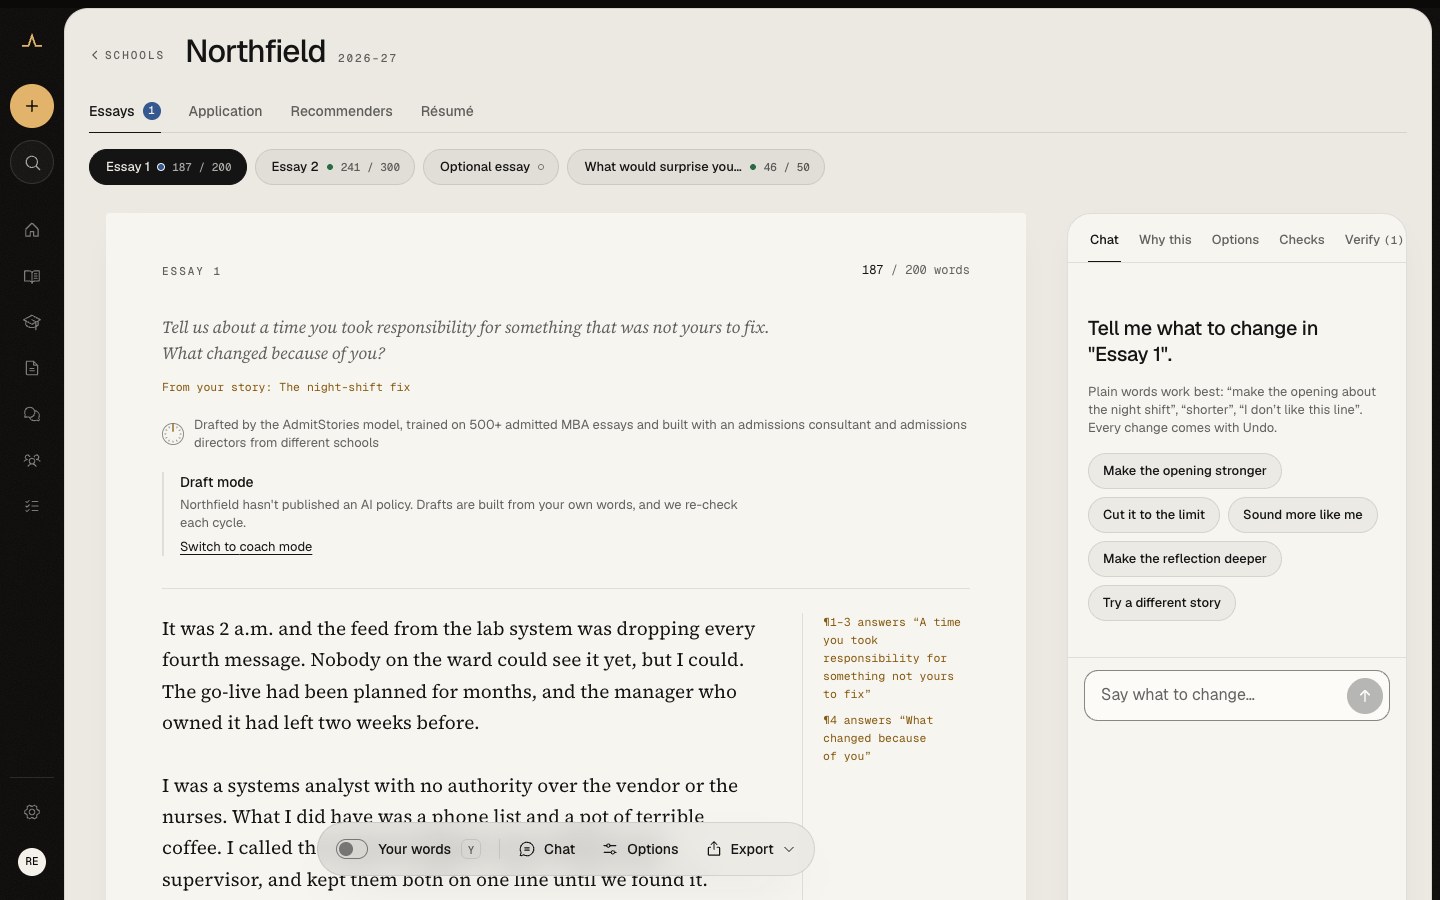 SCHOOLS
Northfield 2026-27
Essays 1
Application
Recommenders
Résumé
Essay 1 187 / 200
Essay 2 241 / 300
Optional essay
What would surprise you... 46 / 50
ESSAY 1
187 / 200 words
Tell us about a time you took responsibility for something that was not yours to fix.
What changed because of you?
From your story: The night-shift fix
Drafted by the AdmitStories model, trained on 500+ admitted MBA essays and built with an admissions consultant and admissions
directors from different schools
Draft mode
Northfield hasn't published an AI policy. Drafts are built from your own words, and we re-check
each cycle.
Switch to coach mode
It was 2 a.m. and the feed from the lab system was dropping every
fourth message. Nobody on the ward could see it yet, but I could.
The go-live had been planned for months, and the manager who
owned it had left two weeks before.
I was a systems analyst with no authority over the vendor or the
nurses. What I did have was a phone list and a pot of terrible
coffee. I called th
supervisor, and kept them both on one line until we found it.
¶1–3 answers “A time
you took
responsibility for
something not yours
to fix”
¶4 answers “What
changed because
of you”
Your words Y
Chat
Options
Export
Chat
Why this
Options
Checks
Verify (1)
Tell me what to change in
"Essay 1".
Plain words work best: “make the opening about
the night shift”, “shorter”, “I don’t like this line”.
Every change comes with Undo.
Make the opening stronger
Cut it to the limit
Sound more like me
Make the reflection deeper
Try a different story
Say what to change...
RE